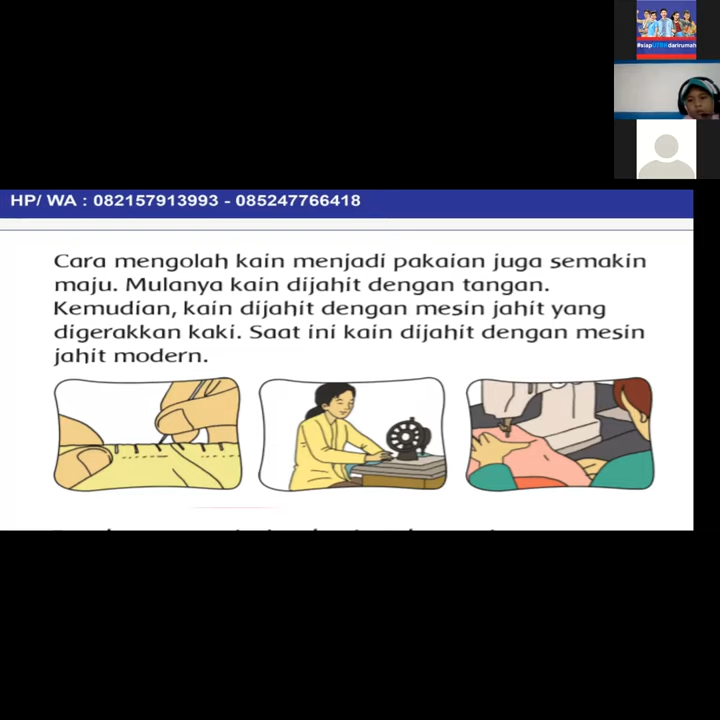 #siapUTBKdarirumah
HP/ WA : 082157913993 - 085247766418
Cara mengolah kain menjadi pakaian juga semakin
maju. Mulanya kain dijahit dengan tangan.
Kemudian, kain dijahit dengan mesin jahit yang
digerakkan kaki. Saat ini kain dijahit dengan mesin
jahit modern.